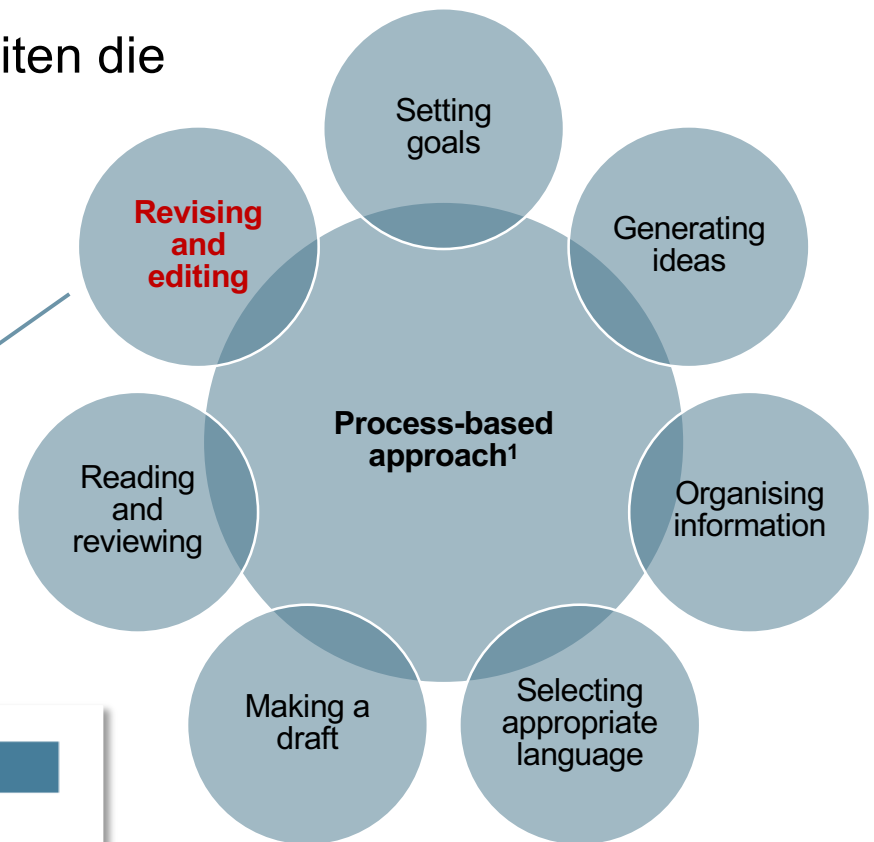 iten die
Setting
goals
Generating
ideas
Organising
information
Selecting
appropriate
language
Making a
draft
Reading
and
reviewing
Revising
and
editing
Process-based
approach¹